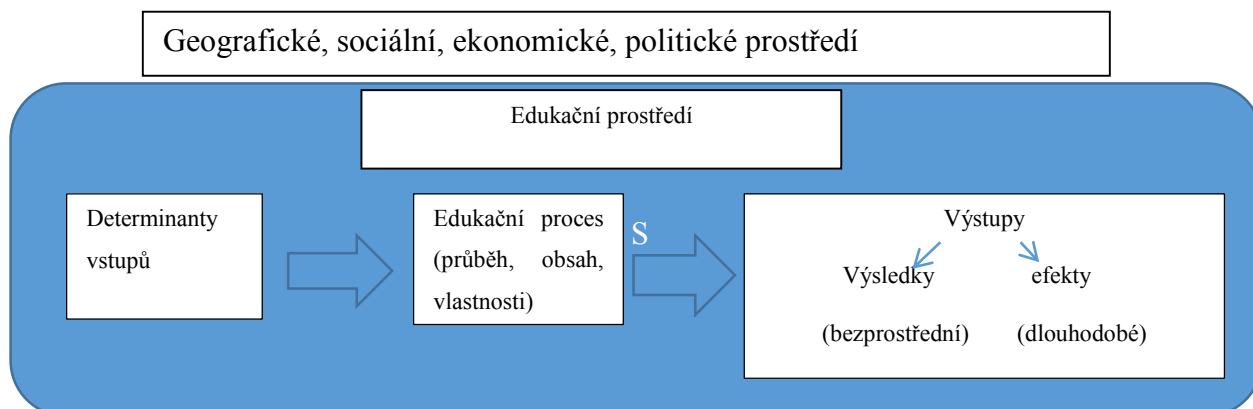 Geografické, sociální, ekonomické, politické prostředí
Edukační prostředí
Determinanty
vstupů
Edukační proces
(průběh, obsah,
vlastnosti)
S
Výstupy
Výsledky efekty
(bezprostřední) (dlouhodobé)